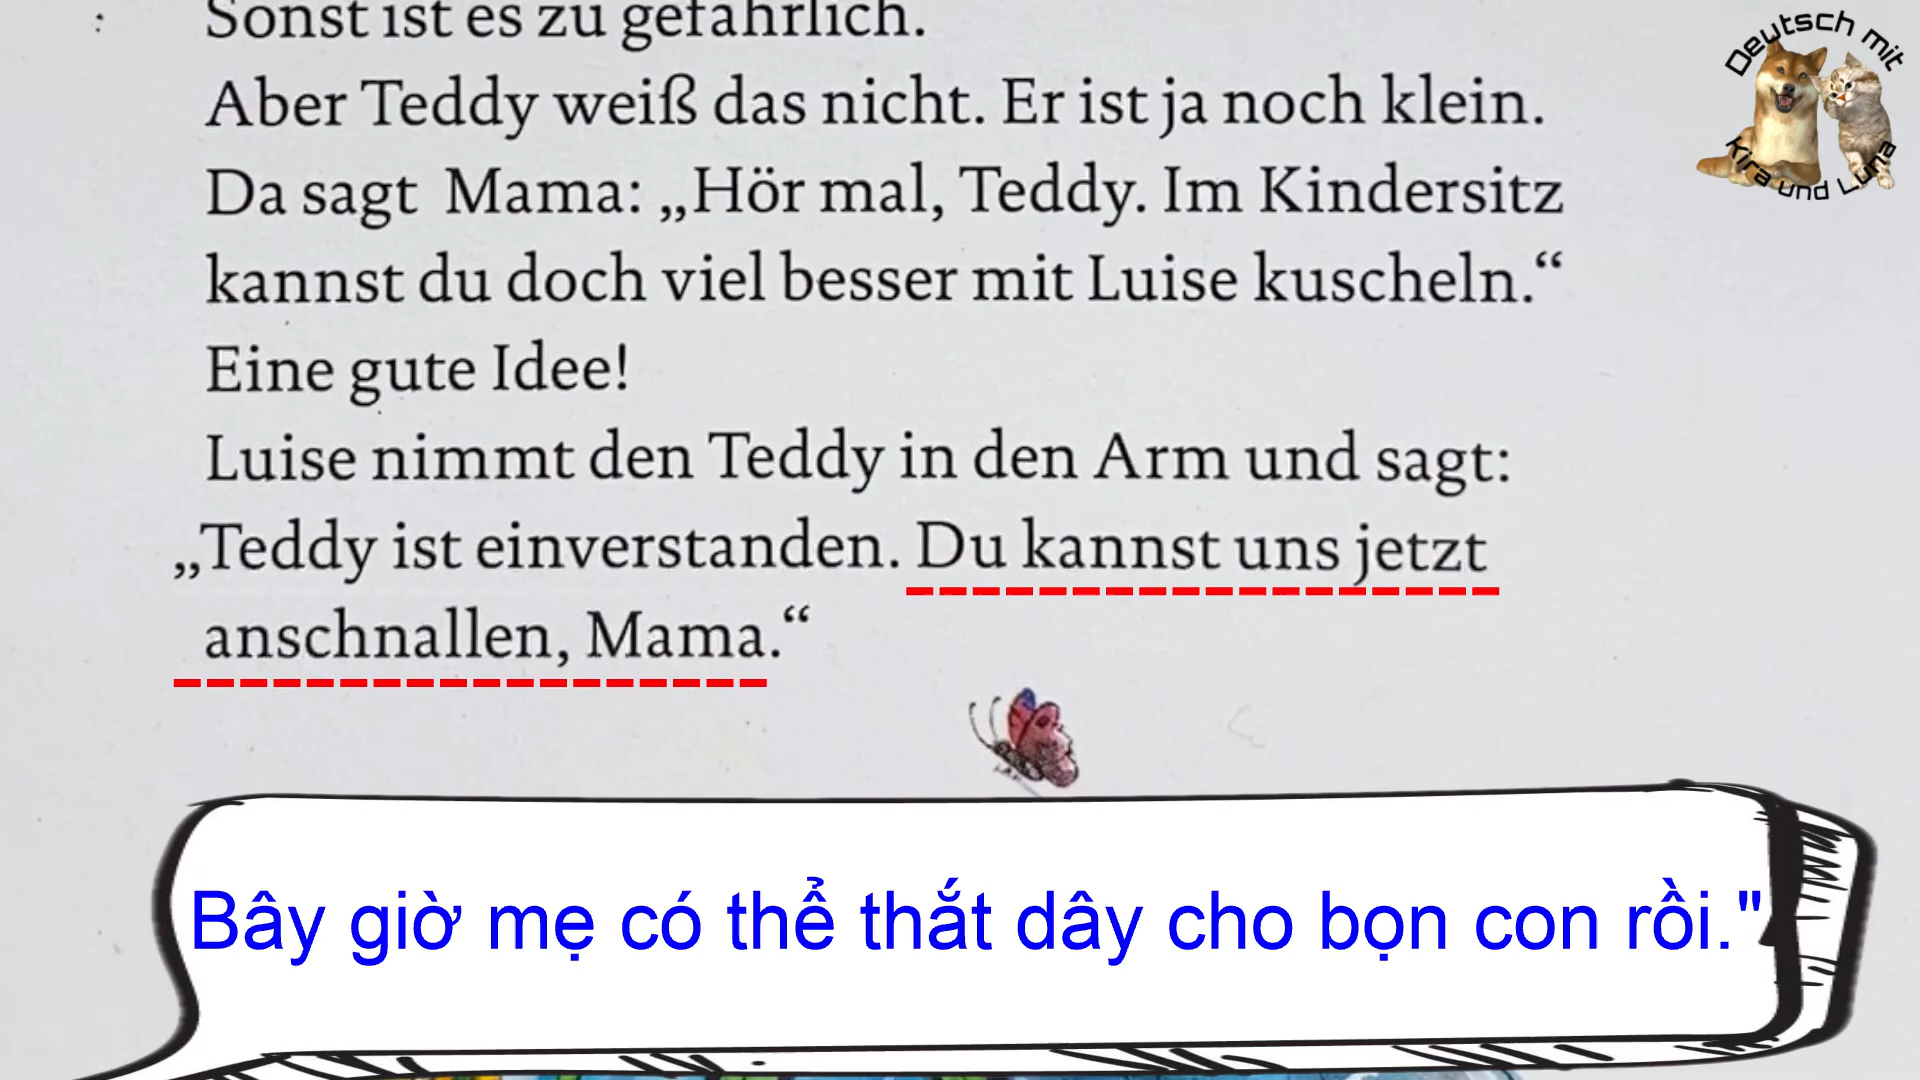 Sonst ist es zu gefährlich.
Aber Teddy weiß das nicht. Er ist ja noch klein.
Da sagt Mama: „Hör mal, Teddy. Im Kindersitz
kannst du doch viel besser mit Luise kuscheln.“
Eine gute Idee!
Luise nimmt den Teddy in den Arm und sagt:
„Teddy ist einverstanden. Du kannst uns jetzt
anschnallen, Mama.“
Bây giờ mẹ có thể thắt dây cho bọn con rồi."
Deutsch mit
Kira und Luna